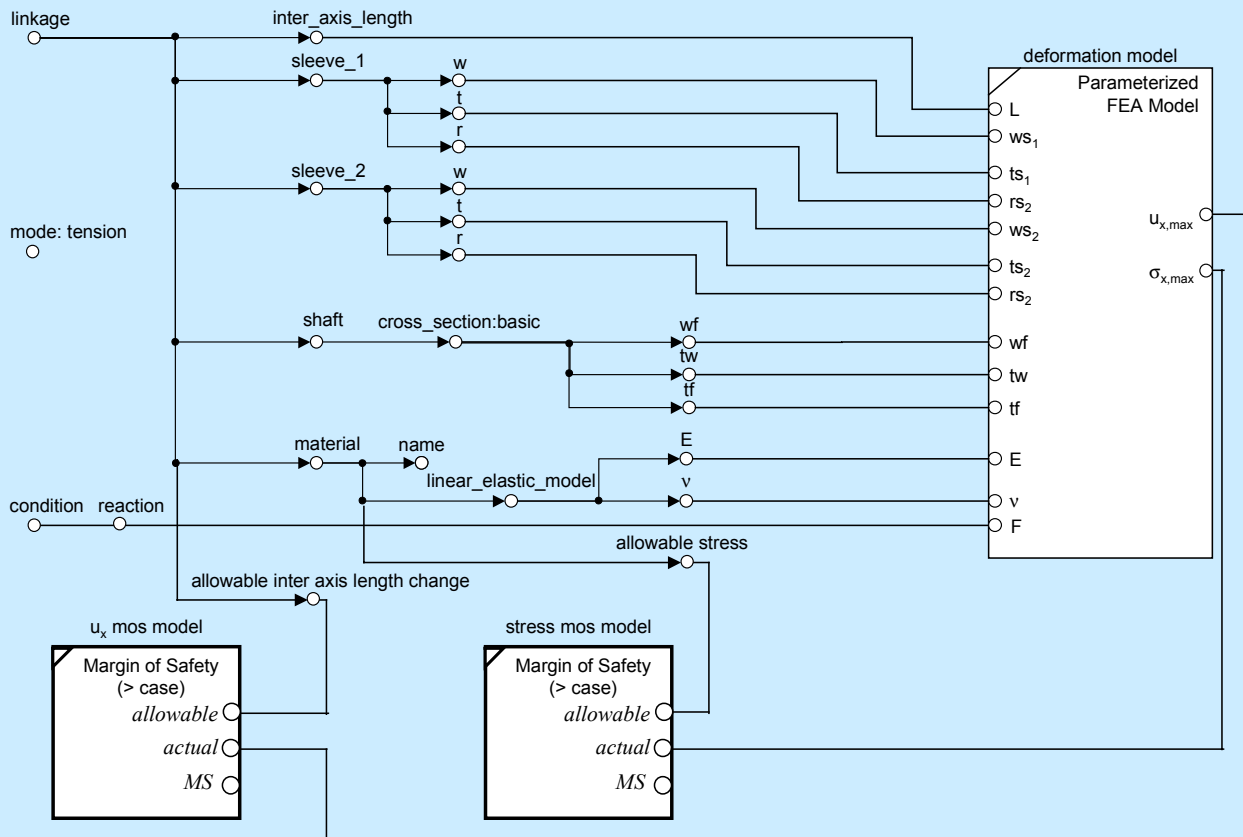 linkage
inter_axis_length
sleeve_1
w
t
r
sleeve_2
w
t
r
mode: tension
shaft
cross_section:basic
wf
tw
tf
material
name
linear_elastic_model
E
ν
condition
reaction
allowable stress
allowable inter axis length change
deformation model
Parameterized
FEA Model
L
ws1
ts1
rs2
ws2
ts2
rs2
wf
tw
tf
E
ν
F
ux,max
σx,max
ux mos model
Margin of Safety
(> case)
allowable
actual
MS
stress mos model
Margin of Safety
(> case)
allowable
actual
MS